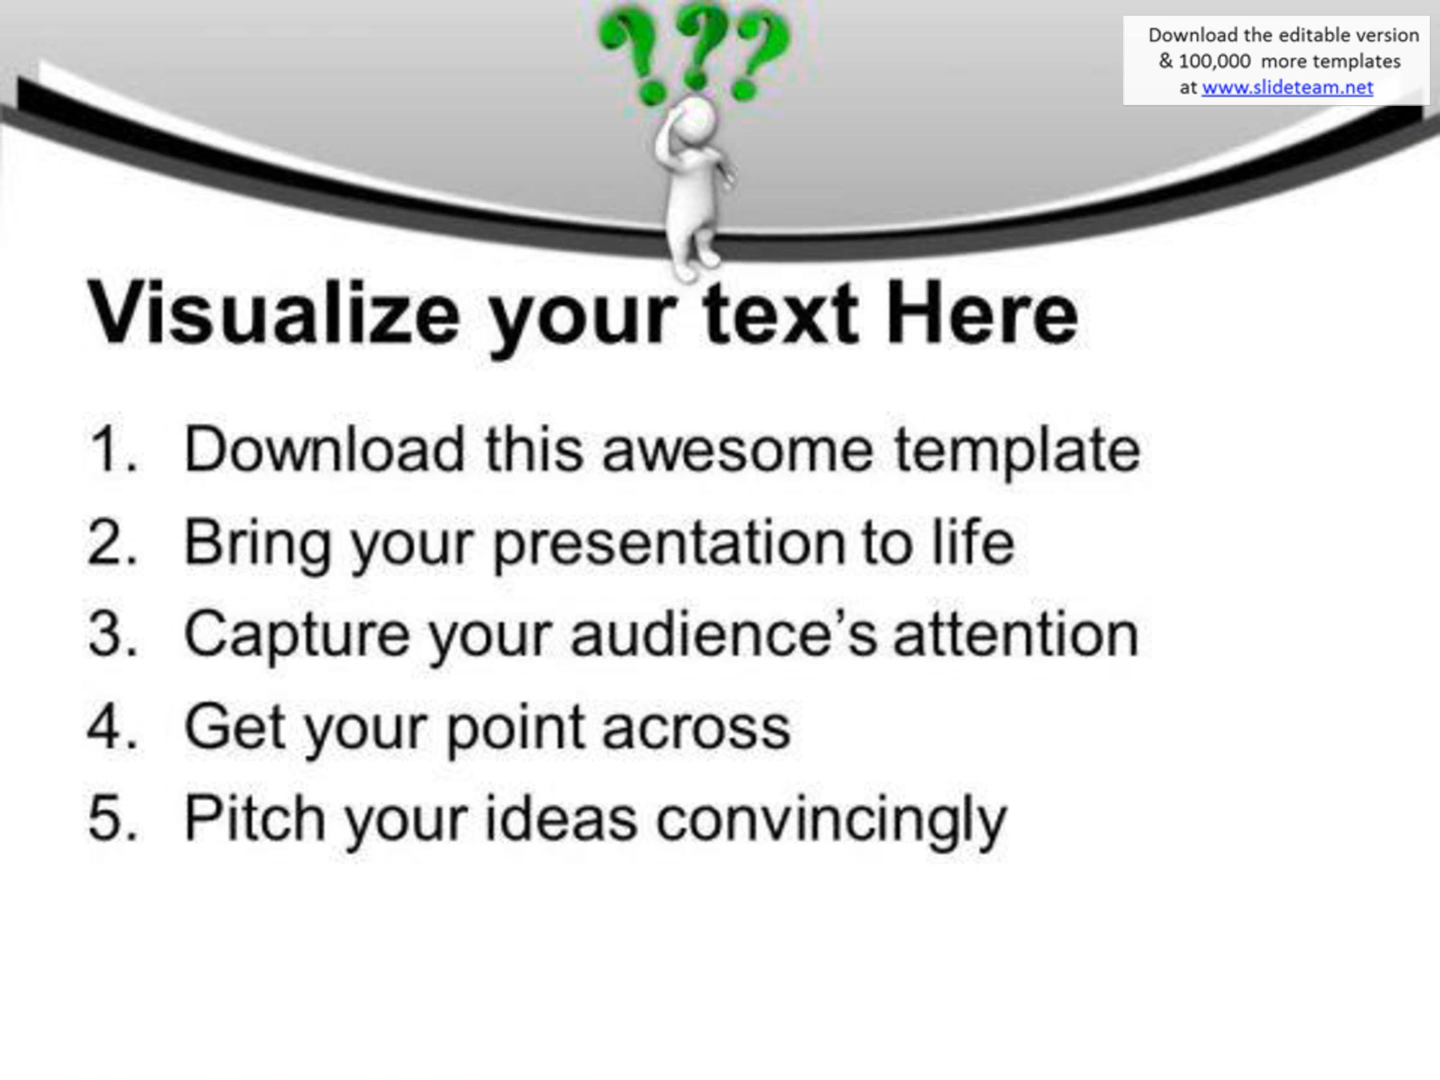 ???
Download the editable version
& 100,000 more templates
at www.slideteam.net
Visualize your text Here
1. Download this awesome template
2. Bring your presentation to life
3. Capture your audience’s attention
4. Get your point across
5. Pitch your ideas convincingly